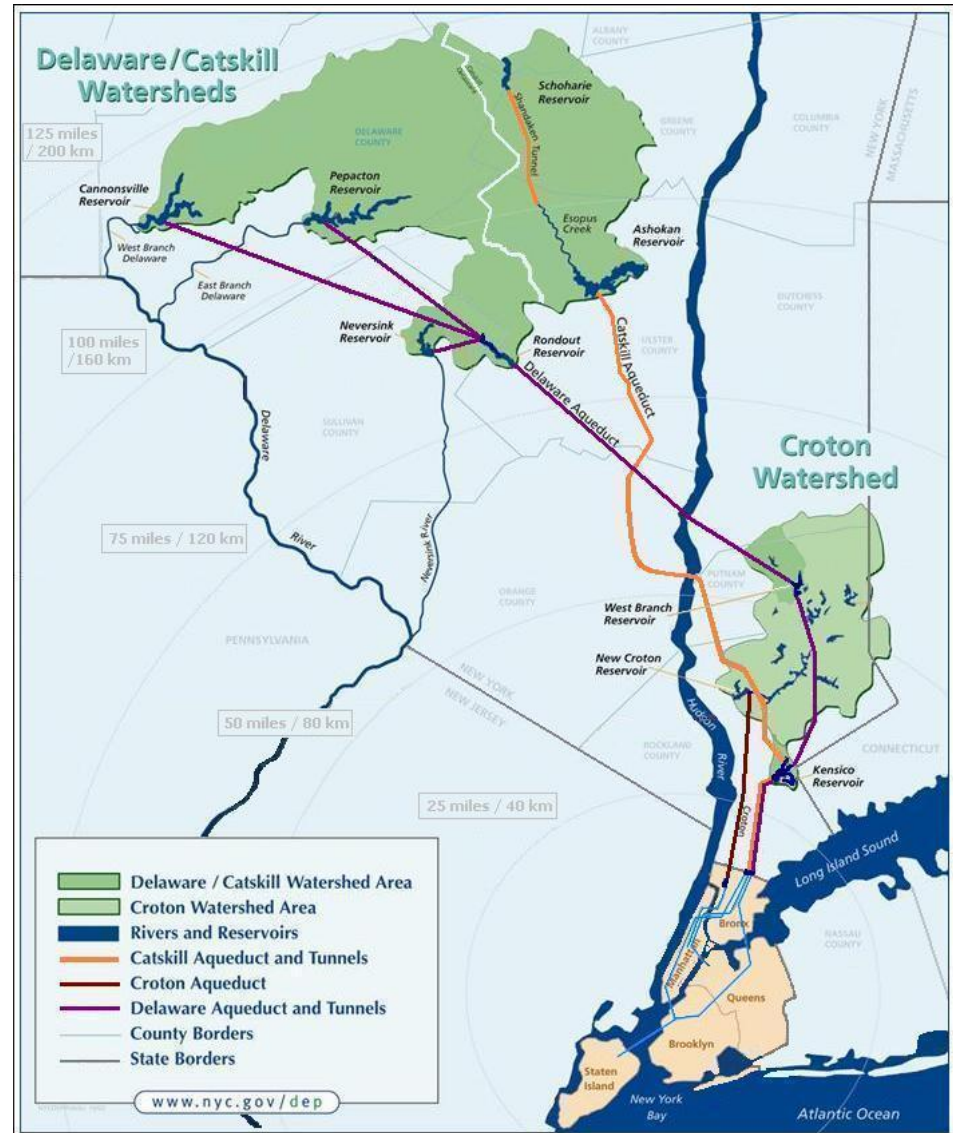 Delaware/Catskill
Watersheds
ALBANY
COUNTY
Schoharie
Reservoir
Shandaken Tunnel
GREENE
COUNTY
COLUMBIA
COUNTY
NEW YORK
MASSACHUSETTS
125 miles
/ 200 km
DELAWARE
COUNTY
Cannonsville
Reservoir
Pepacton
Reservoir
Esopus
Creek
Ashokan
Reservoir
West Branch
Delaware
East Branch
Delaware
DUTCHESS
COUNTY
100 miles
/160 km
Neversink
Reservoir
Rondout
Reservoir
ULSTER
COUNTY
Catskill Aqueduct
Delaware Aqueduct
SULLIVAN
COUNTY
Delaware
River
Neversink River
Croton
Watershed
75 miles / 120 km
ORANGE
COUNTY
PUTNAM
COUNTY
West Branch
Reservoir
New Croton
Reservoir
PENNSYLVANIA
NEW YORK
NEW JERSEY
50 miles / 80 km
Hudson
River
ROCKLAND
COUNTY
CONNECTICUT
Kensico
Reservoir
25 miles / 40 km
Croton
Long Island Sound
Delaware / Catskill Watershed Area
Croton Watershed Area
Rivers and Reservoirs
Catskill Aqueduct and Tunnels
Croton Aqueduct
Delaware Aqueduct and Tunnels
County Borders
State Borders
www.nyc.gov/dep
Bronx
Manhattan
NASSAU
COUNTY
Queens
Brooklyn
Staten
Island
New York
Bay
Atlantic Ocean